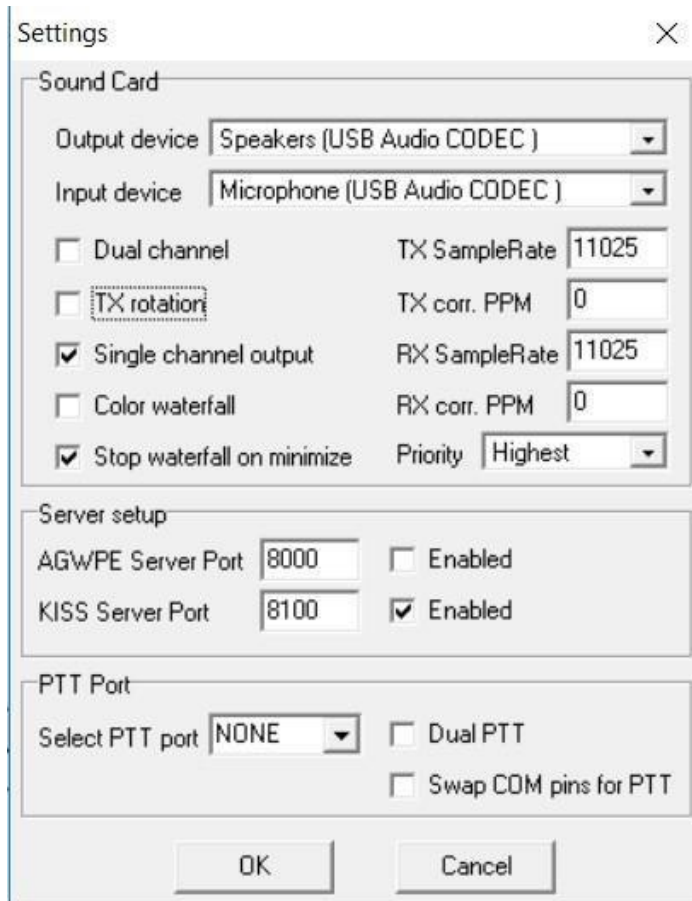 Settings
Sound Card
Output device Speakers (USB Audio CODEC )
Input device Microphone (USB Audio CODEC )
Dual channel TX SampleRate 11025
TX rotation TX corr. PPM 0
Single channel output RX SampleRate 11025
Color waterfall RX corr. PPM 0
Stop waterfall on minimize Priority Highest
Server setup
AGWPE Server Port 8000 Enabled
KISS Server Port 8100 Enabled
PTT Port
Select PTT port NONE Dual PTT
Swap COM pins for PTT
OK Cancel